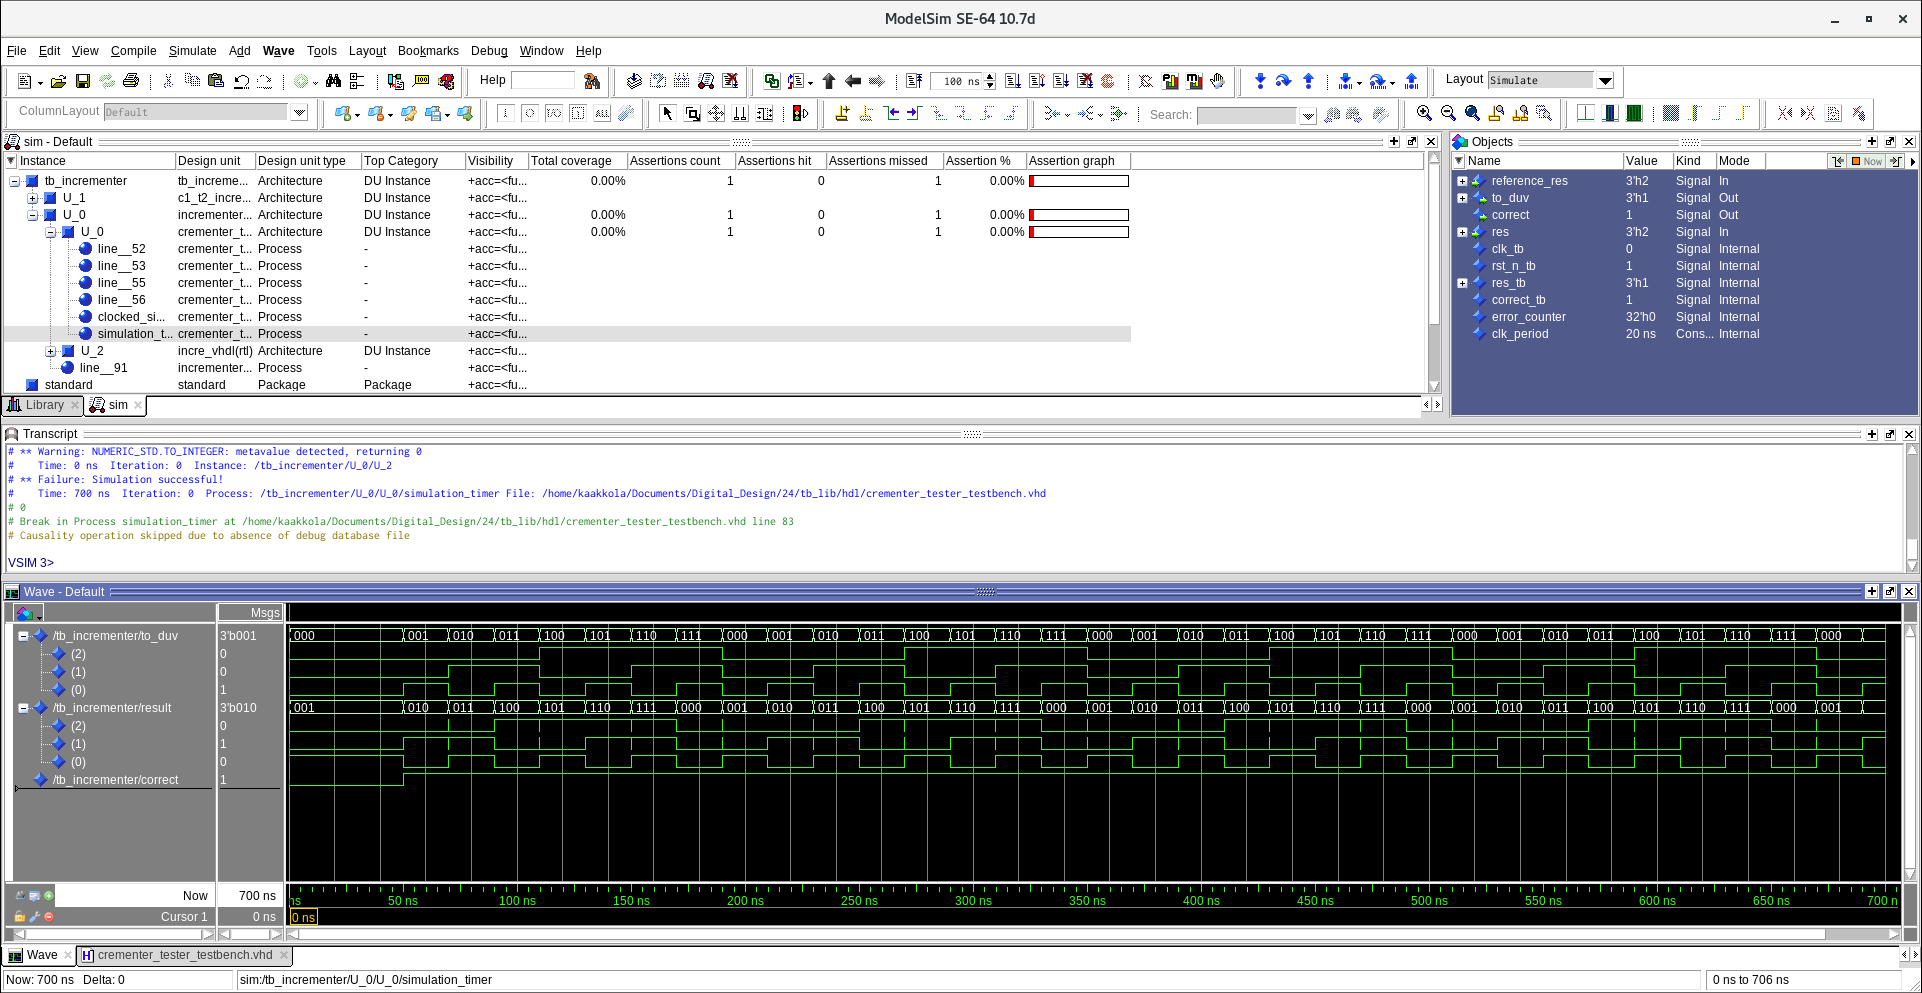 ModelSim SE-64 10.7d
File Edit View Compile Simulate Add Wave Tools Layout Bookmarks Debug Window Help
Help 100 ns Layout Simulate
ColumnLayout Default Search:
sim - Default
Instance Design unit Design unit type Top Category Visibility Total coverage Assertions count Assertions hit Assertions missed Assertion % Assertion graph
tb_incrementer tb_increme... Architecture DU Instance +acc=<fu... 0.00% 1 0 1 0.00%
U_1 c1_t2_incre... Architecture DU Instance +acc=<fu...
U_0 incrementer... Architecture DU Instance +acc=<fu... 0.00% 1 0 1 0.00%
U_0 crementer_t... Architecture DU Instance +acc=<fu... 0.00% 1 0 1 0.00%
line__52 crementer_t... Process - +acc=<fu...
line__53 crementer_t... Process - +acc=<fu...
line__55 crementer_t... Process - +acc=<fu...
line__56 crementer_t... Process - +acc=<fu...
clocked_si... crementer_t... Process - +acc=<fu...
simulation_t... crementer_t... Process - +acc=<fu...
U_2 incre_vhdl(rtl) Architecture DU Instance +acc=<fu...
line__91 incrementer... Process - +acc=<fu...
standard standard Package Package +acc=<fu...
Library sim
Objects
Name Value Kind Mode Now
reference_res 3'h2 Signal In
to_duv 3'h1 Signal Out
correct 1 Signal Out
res 3'h2 Signal In
clk_tb 0 Signal Internal
rst_n_tb 1 Signal Internal
res_tb 3'h1 Signal Internal
correct_tb 1 Signal Internal
error_counter 32'h0 Signal Internal
clk_period 20 ns Cons... Internal
Transcript
# ** Warning: NUMERIC_STD.TO_INTEGER: metavalue detected, returning 0
# Time: 0 ns Iteration: 0 Instance: /tb_incrementer/U_0/U_2
# ** Failure: Simulation successful!
# Time: 700 ns Iteration: 0 Process: /tb_incrementer/U_0/U_0/simulation_timer File: /home/kaakkola/Documents/Digital_Design/24/tb_lib/hdl/crementer_tester_testbench.vhd
# 0
# Break in Process simulation_timer at /home/kaakkola/Documents/Digital_Design/24/tb_lib/hdl/crementer_tester_testbench.vhd line 83
# Causality operation skipped due to absence of debug database file
VSIM 3>
Wave - Default
Msgs
/tb_incrementer/to_duv 3'b001 000 001 010 011 100 101 110 111 000 001 010 011 100 101 110 111 000 001 010 011 100 101 110 111 000 001 010 011 100 101 110 111 000
(2) 0
(1) 0
(0) 1
/tb_incrementer/result 3'b010 001 010 011 100 101 110 111 000 001 010 011 100 101 110 111 000 001 010 011 100 101 110 111 000 001 010 011 100 101 110 111 000 001
(2) 0
(1) 1
(0) 0
/tb_incrementer/correct 1
Now 700 ns ns 50 ns 100 ns 150 ns 200 ns 250 ns 300 ns 350 ns 400 ns 450 ns 500 ns 550 ns 600 ns 650 ns 700 n
Cursor 1 0 ns 0 ns
Wave crementer_tester_testbench.vhd
Now: 700 ns Delta: 0 sim:/tb_incrementer/U_0/U_0/simulation_timer 0 ns to 706 ns